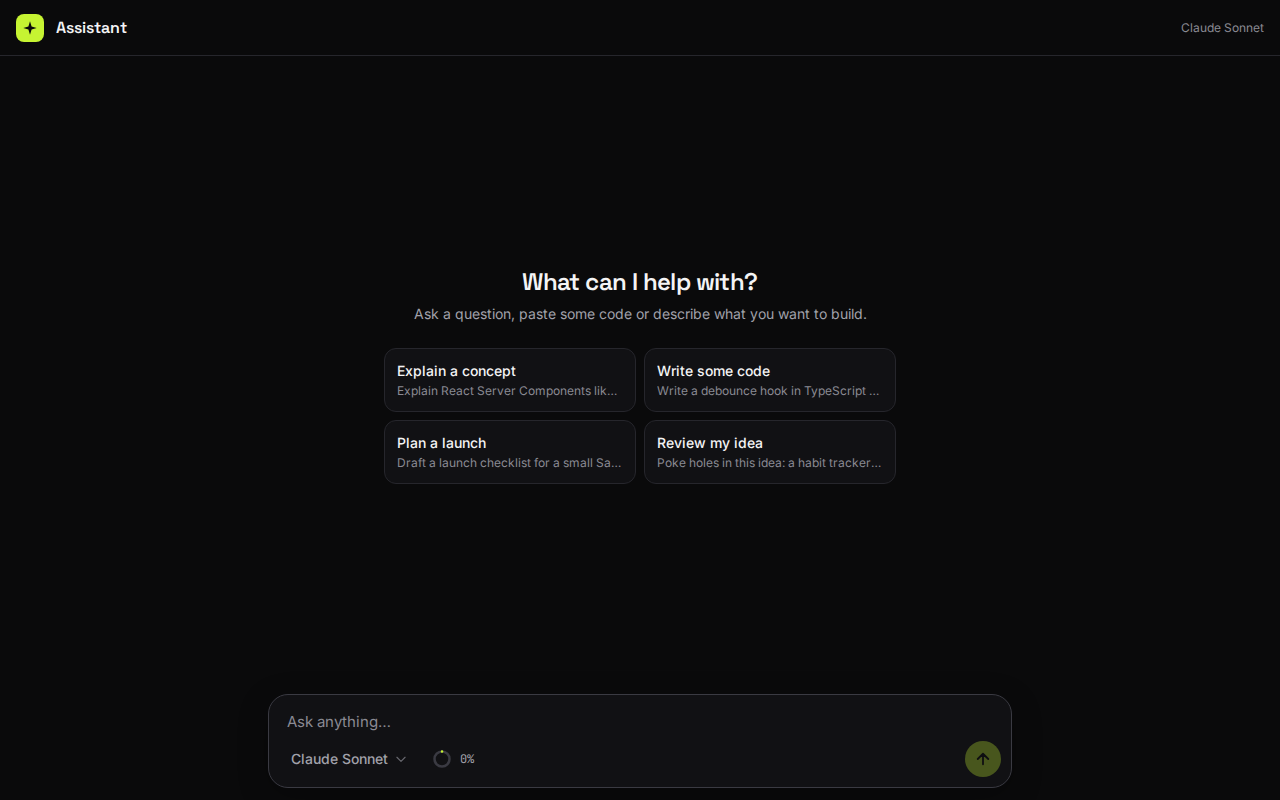 Assistant
Claude Sonnet
What can I help with?
Ask a question, paste some code or describe what you want to build.
Explain a concept
Explain React Server Components lik...
Write some code
Write a debounce hook in TypeScript ...
Plan a launch
Draft a launch checklist for a small Sa...
Review my idea
Poke holes in this idea: a habit tracker...
Ask anything...
Claude Sonnet
0%